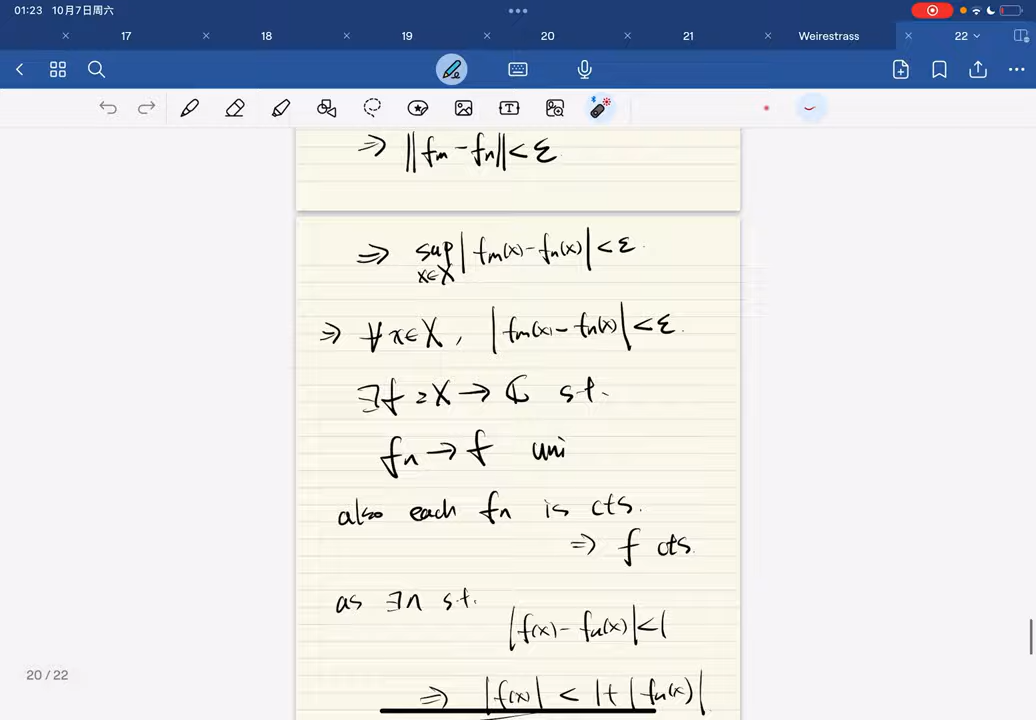 01:23 10月7日周六
17 18 19 20 21 Weirestrass 22
⇒ ||fm - fn|| < ε
⇒ sup |fm(x) - fn(x)| < ε.
x∈X
⇒ ∀x∈X, |fm(x) - fn(x)| < ε.
∃f: X → ℂ st.
fn → f uni
also each fn is cts.
⇒ f cts.
as ∃n s.t.
|f(x) - fn(x)| < 1
⇒ |f(x)| < 1 + |fn(x)|
20 / 22